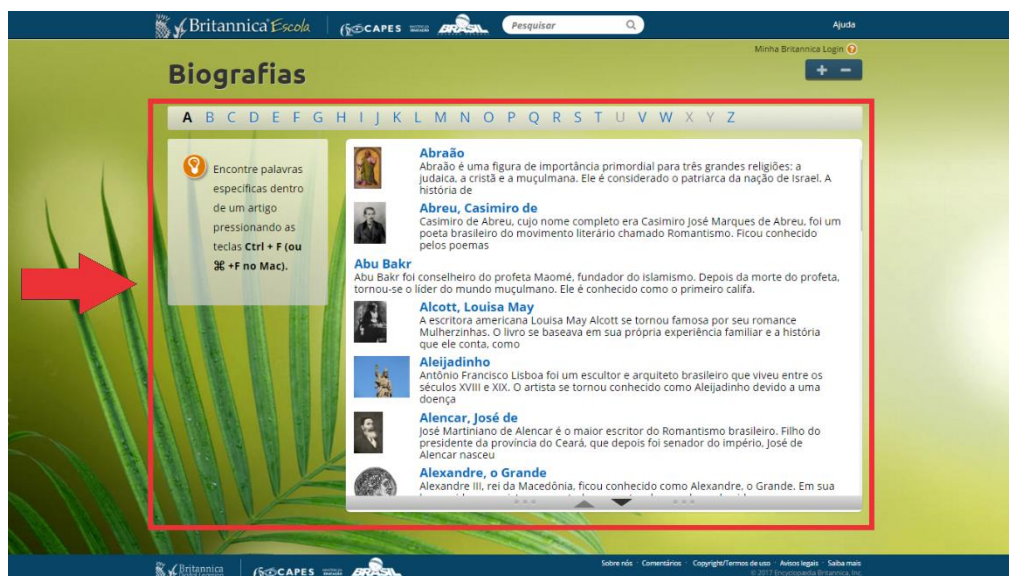 Britannica Escola CAPES BRASIL Pesquisar Ajuda
Minha Britannica Login ?
Biografias
+ −
A B C D E F G H I J K L M N O P Q R S T U V W X Y Z
Encontre palavras
específicas dentro
de um artigo
pressionando as
teclas Ctrl + F (ou
⌘ +F no Mac).
Abraão
Abraão é uma figura de importância primordial para três grandes religiões: a
judaica, a cristã e a muçulmana. Ele é considerado o patriarca da nação de Israel. A
história de
Abreu, Casimiro de
Casimiro de Abreu, cujo nome completo era Casimiro José Marques de Abreu, foi um
poeta brasileiro do movimento literário chamado Romantismo. Ficou conhecido
pelos poemas
Abu Bakr
Abu Bakr foi conselheiro do profeta Maomé, fundador do islamismo. Depois da morte do profeta,
tornou-se o líder do mundo muçulmano. Ele é conhecido como o primeiro califa.
Alcott, Louisa May
A escritora americana Louisa May Alcott se tornou famosa por seu romance
Mulherzinhas. O livro se baseava em sua própria experiência familiar e a história
que ele conta, como
Aleijadinho
Antônio Francisco Lisboa foi um escultor e arquiteto brasileiro que viveu entre os
séculos XVIII e XIX. O artista se tornou conhecido como Aleijadinho devido a uma
doença
Alencar, José de
José Martiniano de Alencar é o maior escritor do Romantismo brasileiro. Filho do
presidente da província do Ceará, que depois foi senador do império, José de
Alencar nasceu
Alexandre, o Grande
Alexandre III, rei da Macedônia, ficou conhecido como Alexandre, o Grande. Em sua
Britannica CAPES BRASIL
Sobre nós · Comentários · Copyright/Termos de uso · Avisos legais · Saiba mais
© 2017 Encyclopædia Britannica, Inc.